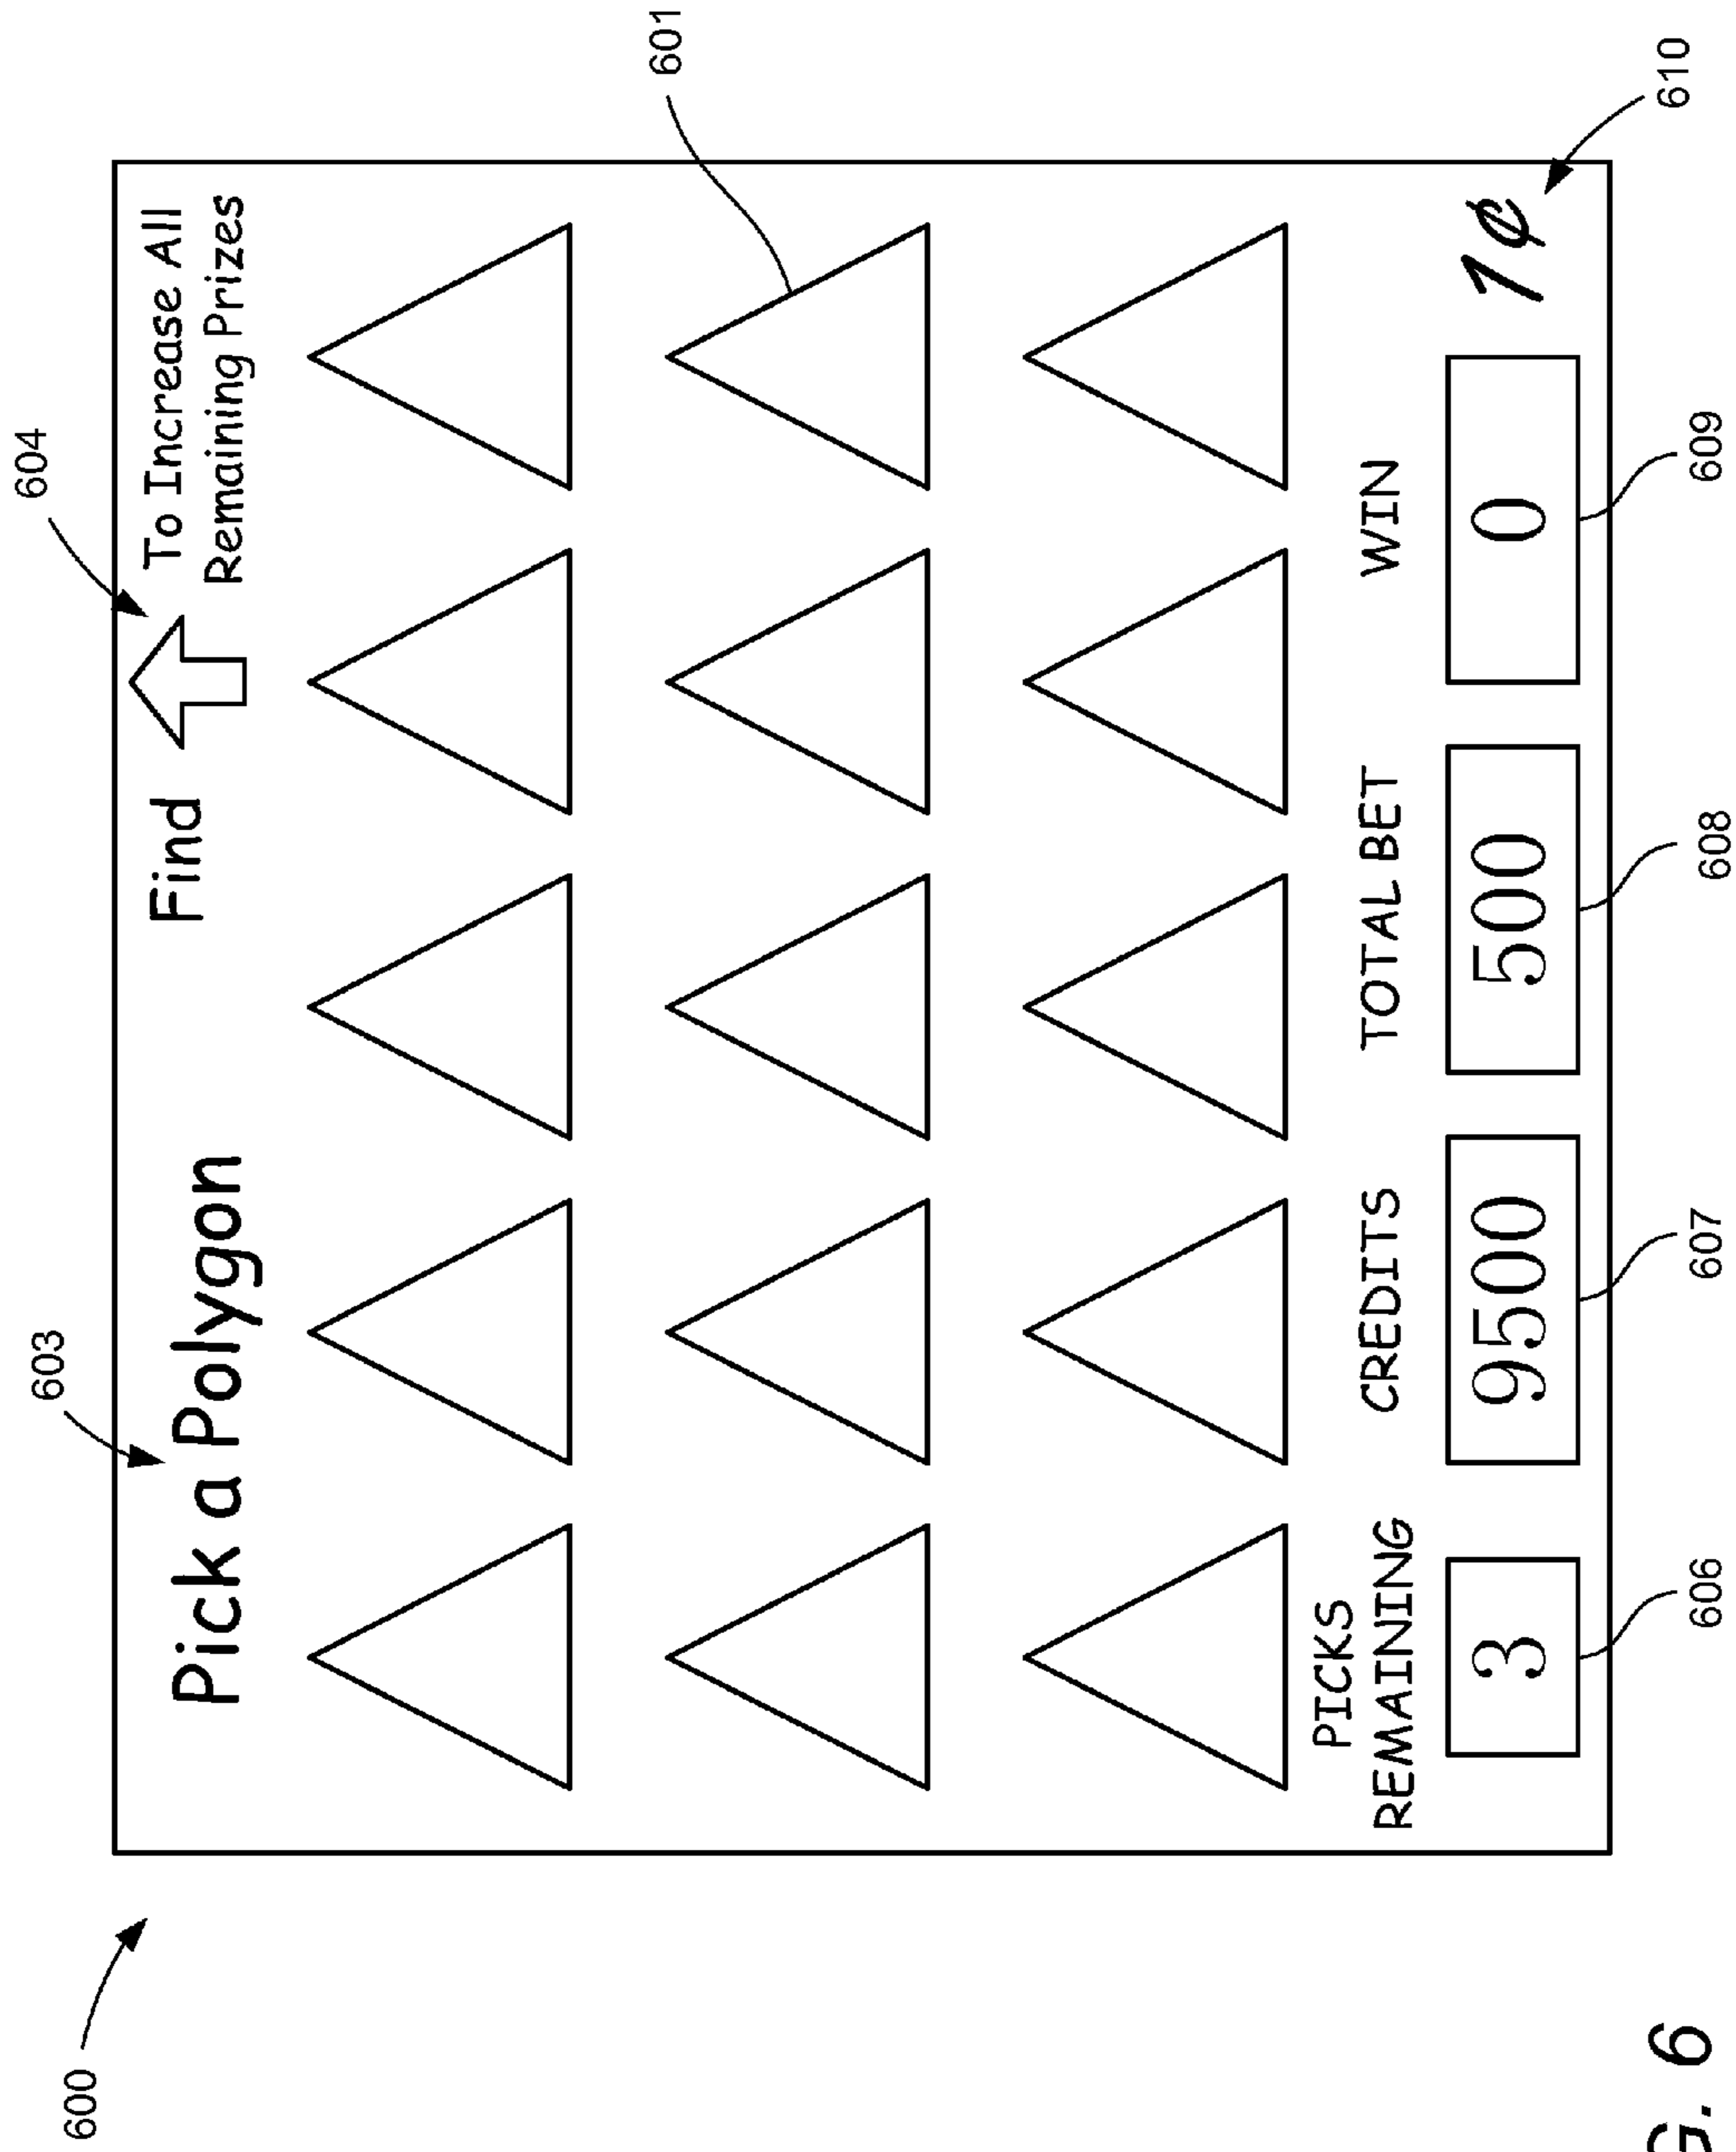 600
603
604
Pick a Polygon
Find
To Increase All
Remaining Prizes
601
PICKS
REMAINING
CREDITS
TOTAL BET
WIN
3
9500
500
0
1¢
606
607
608
609
610
G. 6